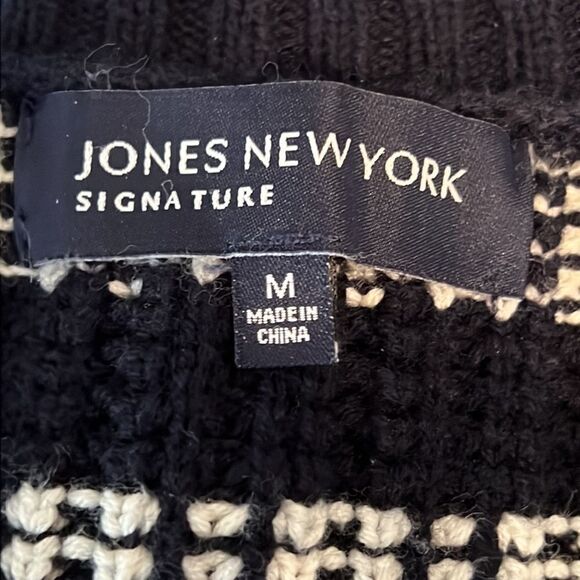 JONES NEW YORK
SIGNATURE
M
MADE IN
CHINA